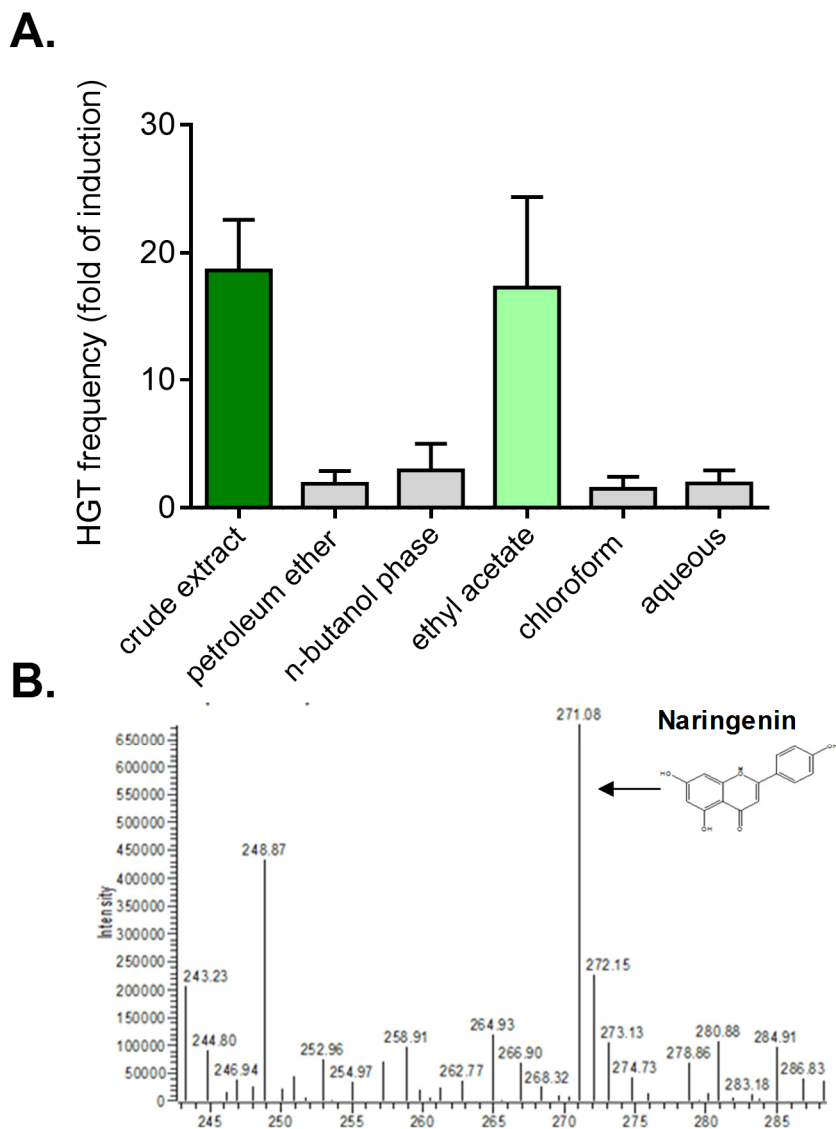 A.
HGT frequency (fold of induction)
30
20
10
0
crude extract
petroleum ether
n-butanol phase
ethyl acetate
chloroform
aqueous
B.
Naringenin
Intensity
650000
600000
550000
500000
450000
400000
350000
300000
250000
200000
150000
100000
50000
0
243.23
244.80
246.94
248.87
252.96
254.97
258.91
262.77
264.93
266.90
268.32
271.08
272.15
273.13
274.73
278.86
280.88
283.18
284.91
286.83
HO
OH
O
OH
245 250 255 260 265 270 275 280 285